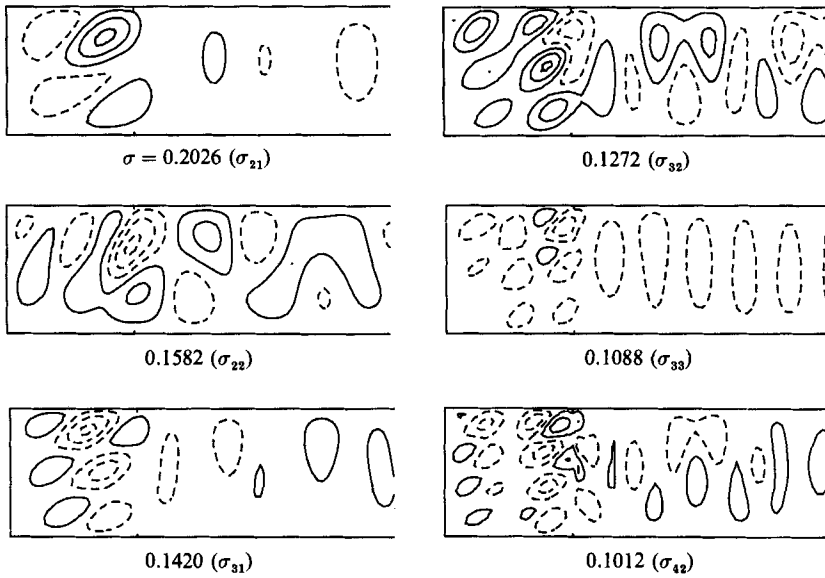 σ = 0.2026 (σ₂₁)
0.1272 (σ₃₂)
0.1582 (σ₂₂)
0.1088 (σ₃₃)
0.1420 (σ₃₁)
0.1012 (σ₄₂)